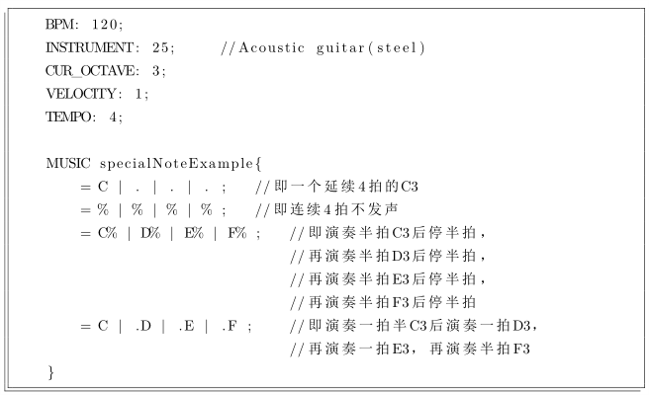 BPM: 120;
INSTRUMENT: 25; //Acoustic guitar(steel)
CUR_OCTAVE: 3;
VELOCITY: 1;
TEMPO: 4;
MUSIC specialNoteExample{
= C | . | . | . ; //即一个延续4拍的C3
= % | % | % | % ; //即连续4拍不发声
= C% | D% | E% | F% ; //即演奏半拍C3后停半拍，
//再演奏半拍D3后停半拍，
//再演奏半拍E3后停半拍，
//再演奏半拍F3后停半拍
= C | .D | .E | .F ; //即演奏一拍半C3后演奏一拍D3，
//再演奏一拍E3，再演奏半拍F3
}